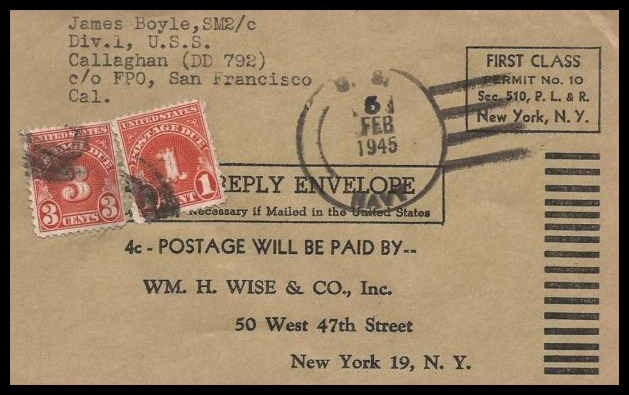 James Boyle,SM2/c
Div.1, U.S.S.
Callaghan (DD 792)
c/o FPO, San Francisco
Cal.
FIRST CLASS
PERMIT No. 10
Sec. 510, P. L. & R.
New York, N. Y.
U. S.
6
FEB
1945
NAVY
UNITED STATES
POSTAGE DUE
3
3 CENTS 3
UNITED STATES
POSTAGE DUE
1
CENT 1
REPLY ENVELOPE
Necessary if Mailed in the United States
4c - POSTAGE WILL BE PAID BY--
WM. H. WISE & CO., Inc.
50 West 47th Street
New York 19, N. Y.